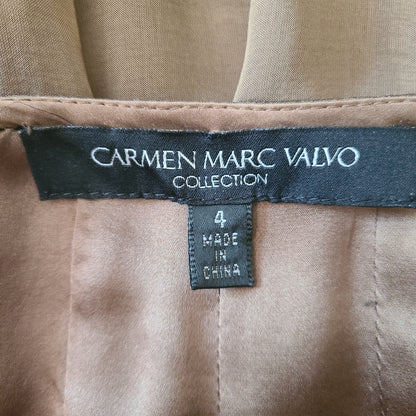 CARMEN MARC VALVO
COLLECTION
4
MADE
IN
CHINA